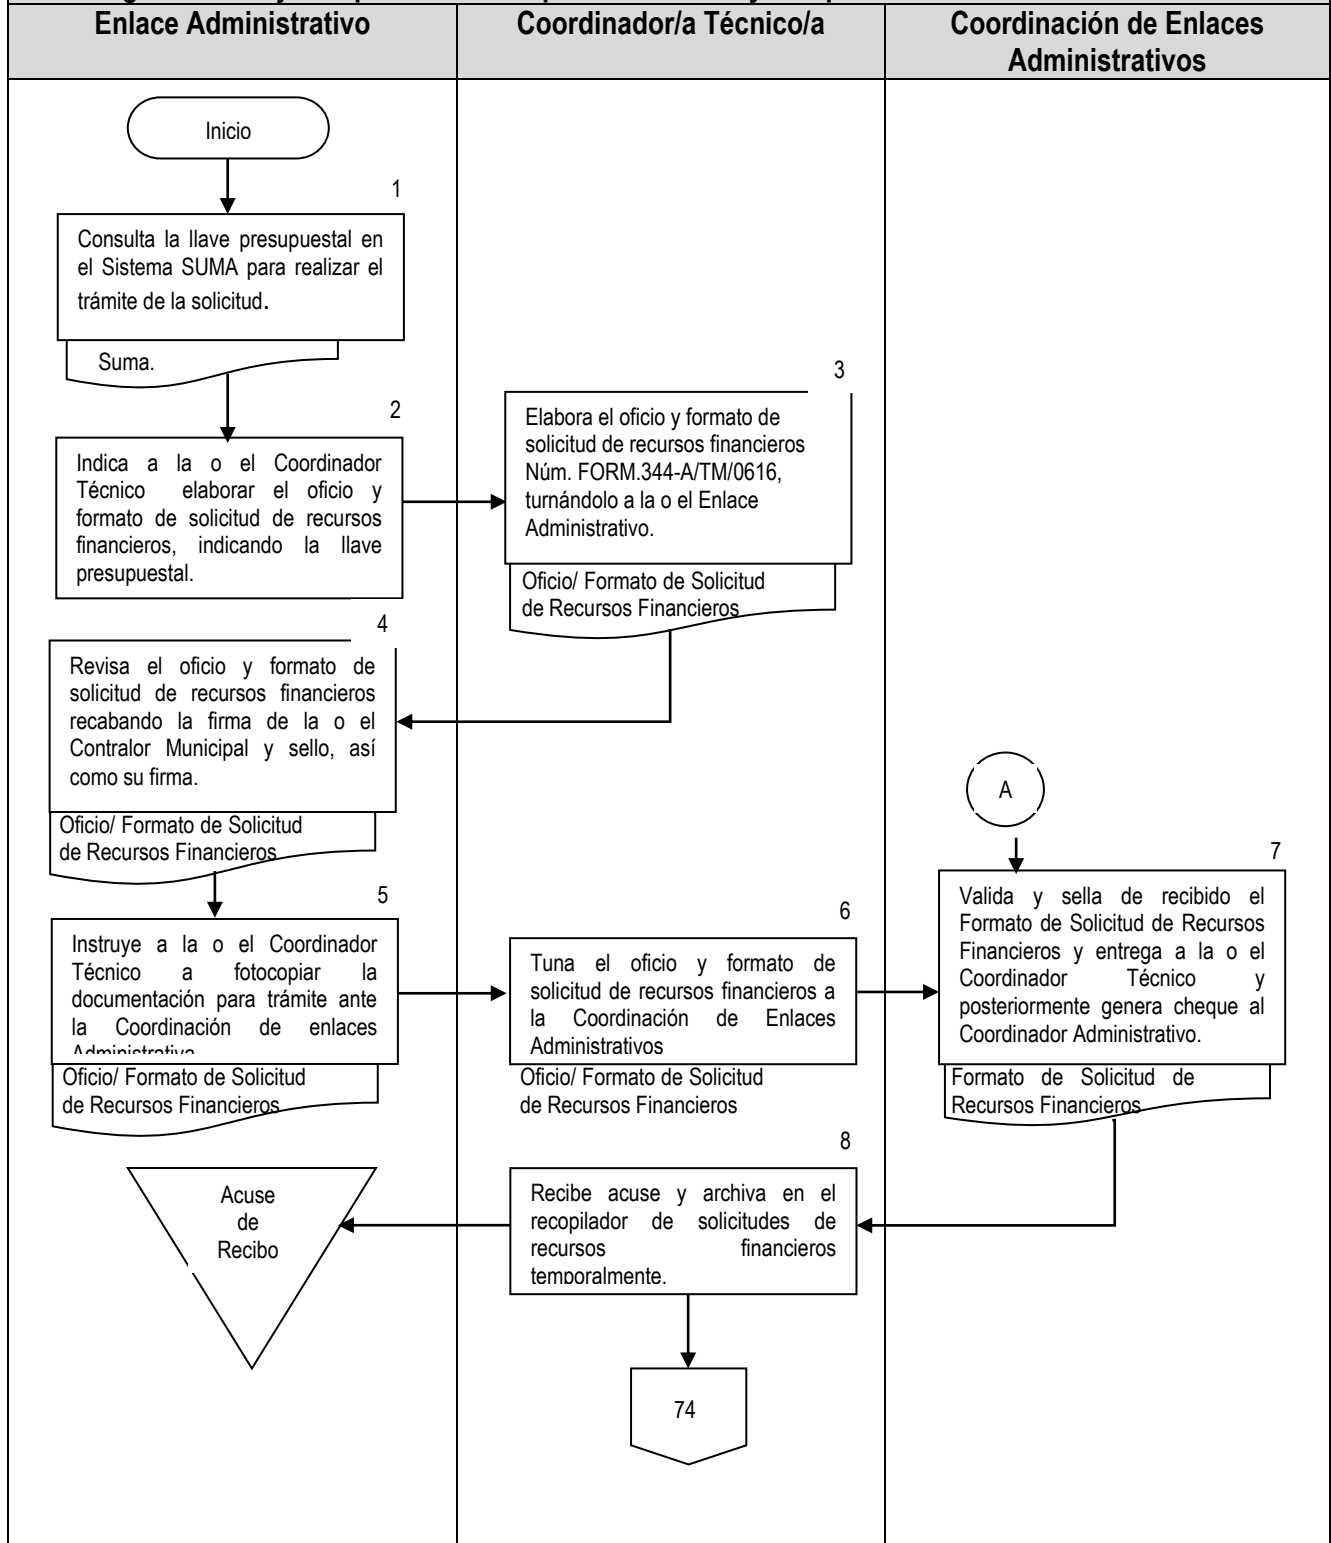 Enlace Administrativo
Coordinador/a Técnico/a
Coordinación de Enlaces
Administrativos
Inicio
1
Consulta la llave presupuestal en
el Sistema SUMA para realizar el
trámite de la solicitud.
Suma.
2
Indica a la o el Coordinador
Técnico elaborar el oficio y
formato de solicitud de recursos
financieros, indicando la llave
presupuestal.
3
Elabora el oficio y formato de
solicitud de recursos financieros
Núm. FORM.344-A/TM/0616,
turnándolo a la o el Enlace
Administrativo.
Oficio/ Formato de Solicitud
de Recursos Financieros
4
Revisa el oficio y formato de
solicitud de recursos financieros
recabando la firma de la o el
Contralor Municipal y sello, así
como su firma.
Oficio/ Formato de Solicitud
de Recursos Financieros
5
Instruye a la o el Coordinador
Técnico a fotocopiar la
documentación para trámite ante
la Coordinación de enlaces
Administrativa
Oficio/ Formato de Solicitud
de Recursos Financieros
6
Tuna el oficio y formato de
solicitud de recursos financieros a
la Coordinación de Enlaces
Administrativos
Oficio/ Formato de Solicitud
de Recursos Financieros
A
7
Valida y sella de recibido el
Formato de Solicitud de Recursos
Financieros y entrega a la o el
Coordinador Técnico y
posteriormente genera cheque al
Coordinador Administrativo.
Formato de Solicitud de
Recursos Financieros
8
Recibe acuse y archiva en el
recopilador de solicitudes de
recursos financieros
temporalmente.
Acuse
de
Recibo
74